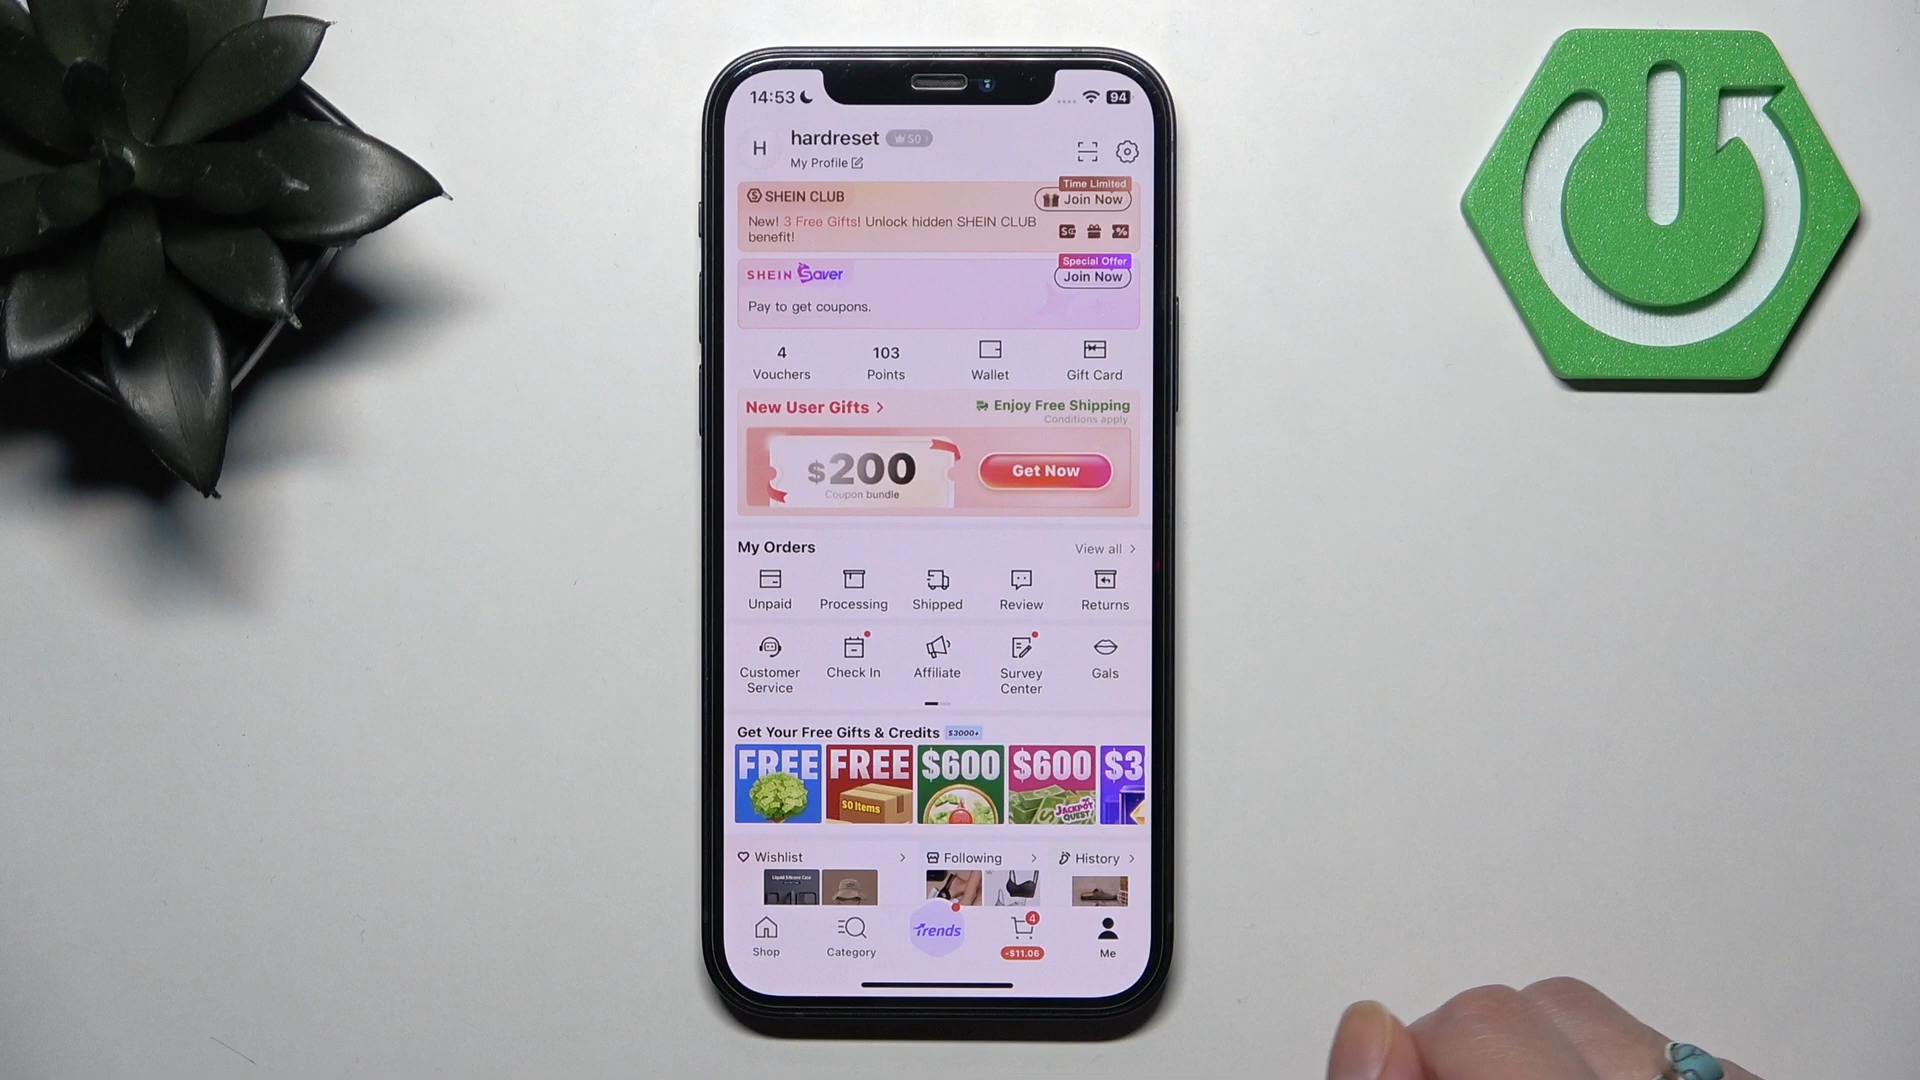 14:53
94
H
hardreset
S0
My Profile
SHEIN CLUB
Time Limited
Join Now
New! 3 Free Gifts! Unlock hidden SHEIN CLUB
benefit!
SHEIN Saver
Special Offer
Join Now
Pay to get coupons.
4
Vouchers
103
Points
Wallet
Gift Card
New User Gifts >
Enjoy Free Shipping
Conditions apply
$200
Coupon bundle
Get Now
My Orders
View all >
Unpaid
Processing
Shipped
Review
Returns
Customer
Service
Check In
Affiliate
Survey
Center
Gals
Get Your Free Gifts & Credits
$3000+
FREE
FREE
$0 Items
$600
$600
JACKPOT
QUEST
$3
Wishlist >
Following >
History >
Liquid Silicone Case
Shop
Category
Trends
4
-$11.06
Me